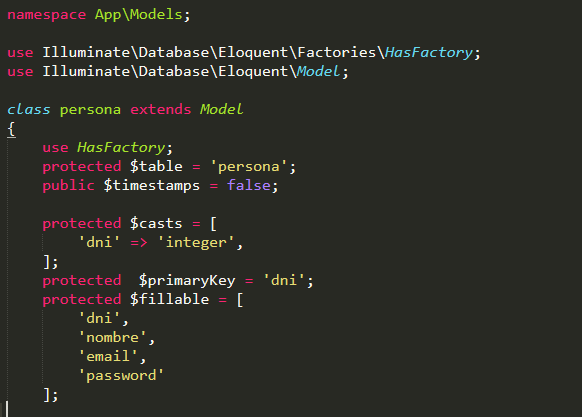 namespace App\Models;
use Illuminate\Database\Eloquent\Factories\HasFactory;
use Illuminate\Database\Eloquent\Model;
class persona extends Model
{
use HasFactory;
protected $table = 'persona';
public $timestamps = false;
protected $casts = [
'dni' => 'integer',
];
protected  $primaryKey = 'dni';
protected $fillable = [
'dni',
'nombre',
'email',
'password'
];